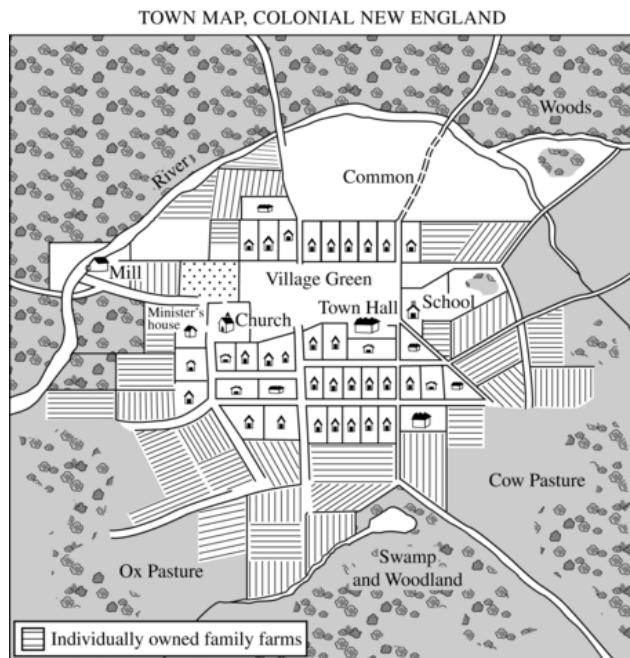 TOWN MAP, COLONIAL NEW ENGLAND
Woods
River
Common
Mill
Village Green
Minister's
house
Church
Town Hall
School
Cow Pasture
Ox Pasture
Swamp
and Woodland
Individually owned family farms